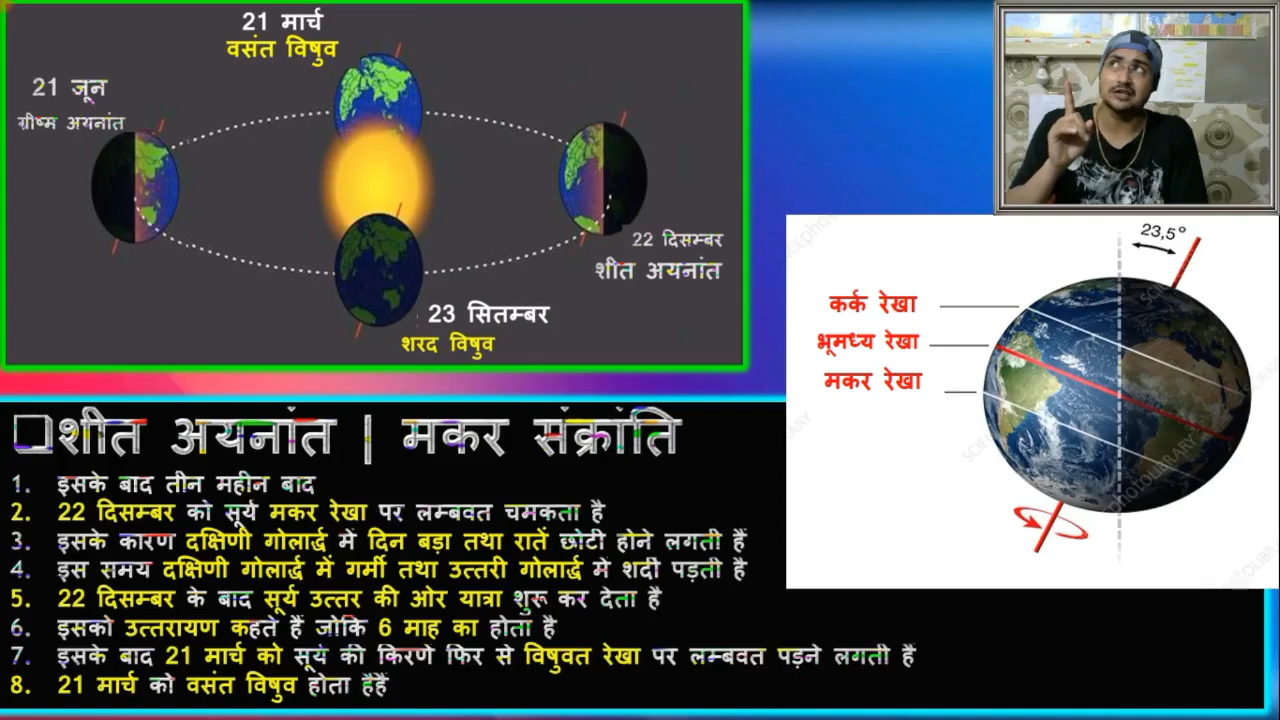 21 मार्च
वसंत विषुव
21 जून
ग्रीष्म अयनांत
22 दिसम्बर
शीत अयनांत
23 सितम्बर
शरद विषुव
23,5°
कर्क रेखा
भूमध्य रेखा
मकर रेखा
❑शीत अयनांत | मकर संक्रांति
1. इसके बाद तीन महीन बाद
2. 22 दिसम्बर को सूर्य मकर रेखा पर लम्बवत चमकता है
3. इसके कारण दक्षिणी गोलार्द्ध में दिन बड़ा तथा रातें छोटी होने लगती हैं
4. इस समय दक्षिणी गोलार्द्ध में गर्मी तथा उत्तरी गोलार्द्ध मे शर्दी पड़ती है
5. 22 दिसम्बर के बाद सूर्य उत्तर की ओर यात्रा शुरू कर देता है
6. इसको उत्तरायण कहते हैं जोकि 6 माह का होता है
7. इसके बाद 21 मार्च को सूर्य की किरणे फिर से विषुवत रेखा पर लम्बवत पड़ने लगती हैं
8. 21 मार्च को वसंत विषुव होता हैहैं
PHOTOLIBRARY